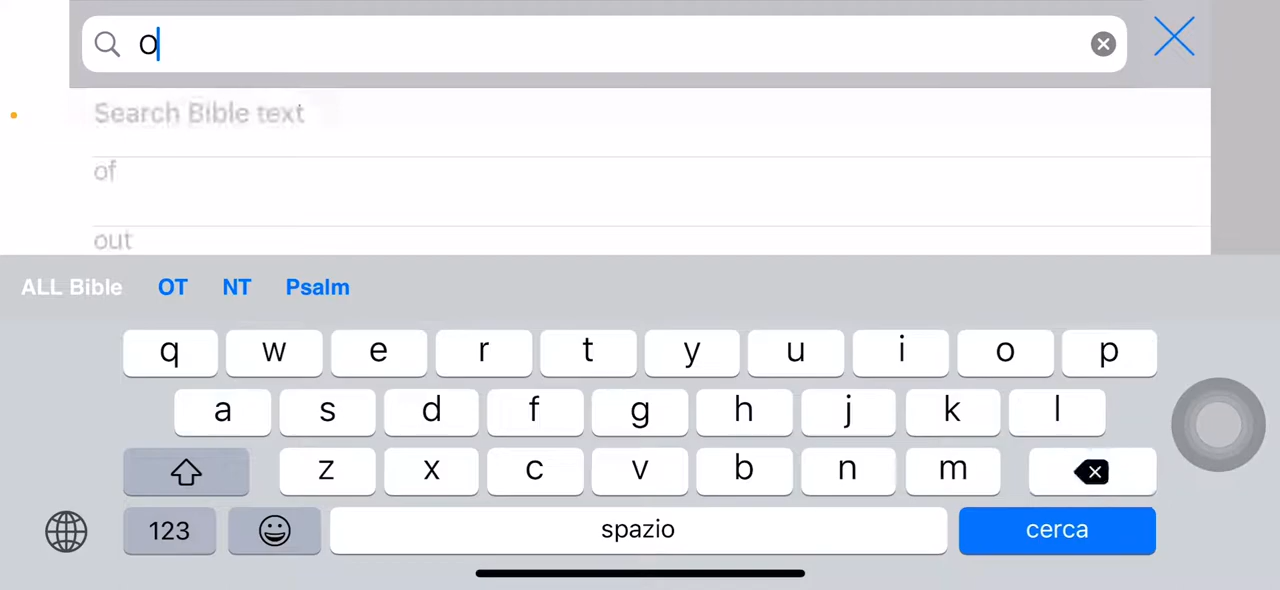 o
Search Bible text
of
out
ALL Bible OT NT Psalm
q w e r t y u i o p
a s d f g h j k l
z x c v b n m
123 spazio cerca